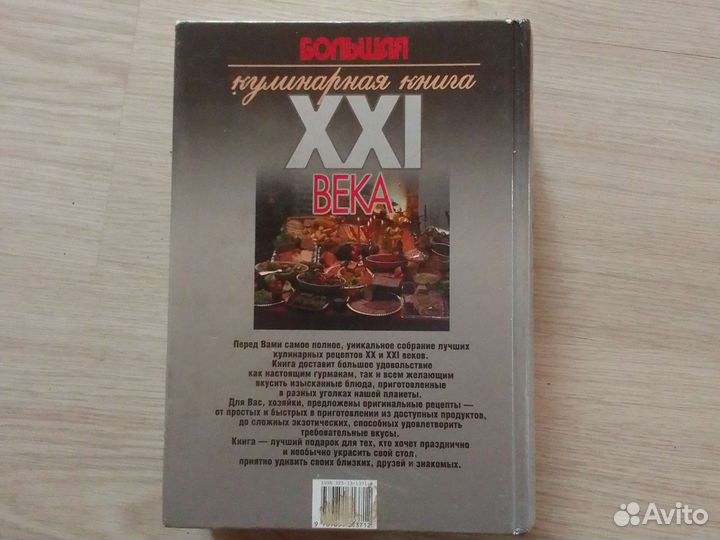 БОЛЬШАЯ
кулинарная книга
XXI
ВЕКА
Перед Вами самое полное, уникальное собрание лучших
кулинарных рецептов XX и XXI веков.
Книга доставит большое удовольствие
как настоящим гурманам, так и всем желающим
вкусить изысканные блюда, приготовленные
в разных уголках нашей планеты.
Для Вас, хозяйки, предложены оригинальные рецепты —
от простых и быстрых в приготовлении из доступных продуктов,
до сложных экзотических, способных удовлетворить
требовательные вкусы.
Книга — лучший подарок для тех, кто хочет празднично
и необычно украсить свой стол,
приятно удивить своих близких, друзей и знакомых.
ISBN
Avito